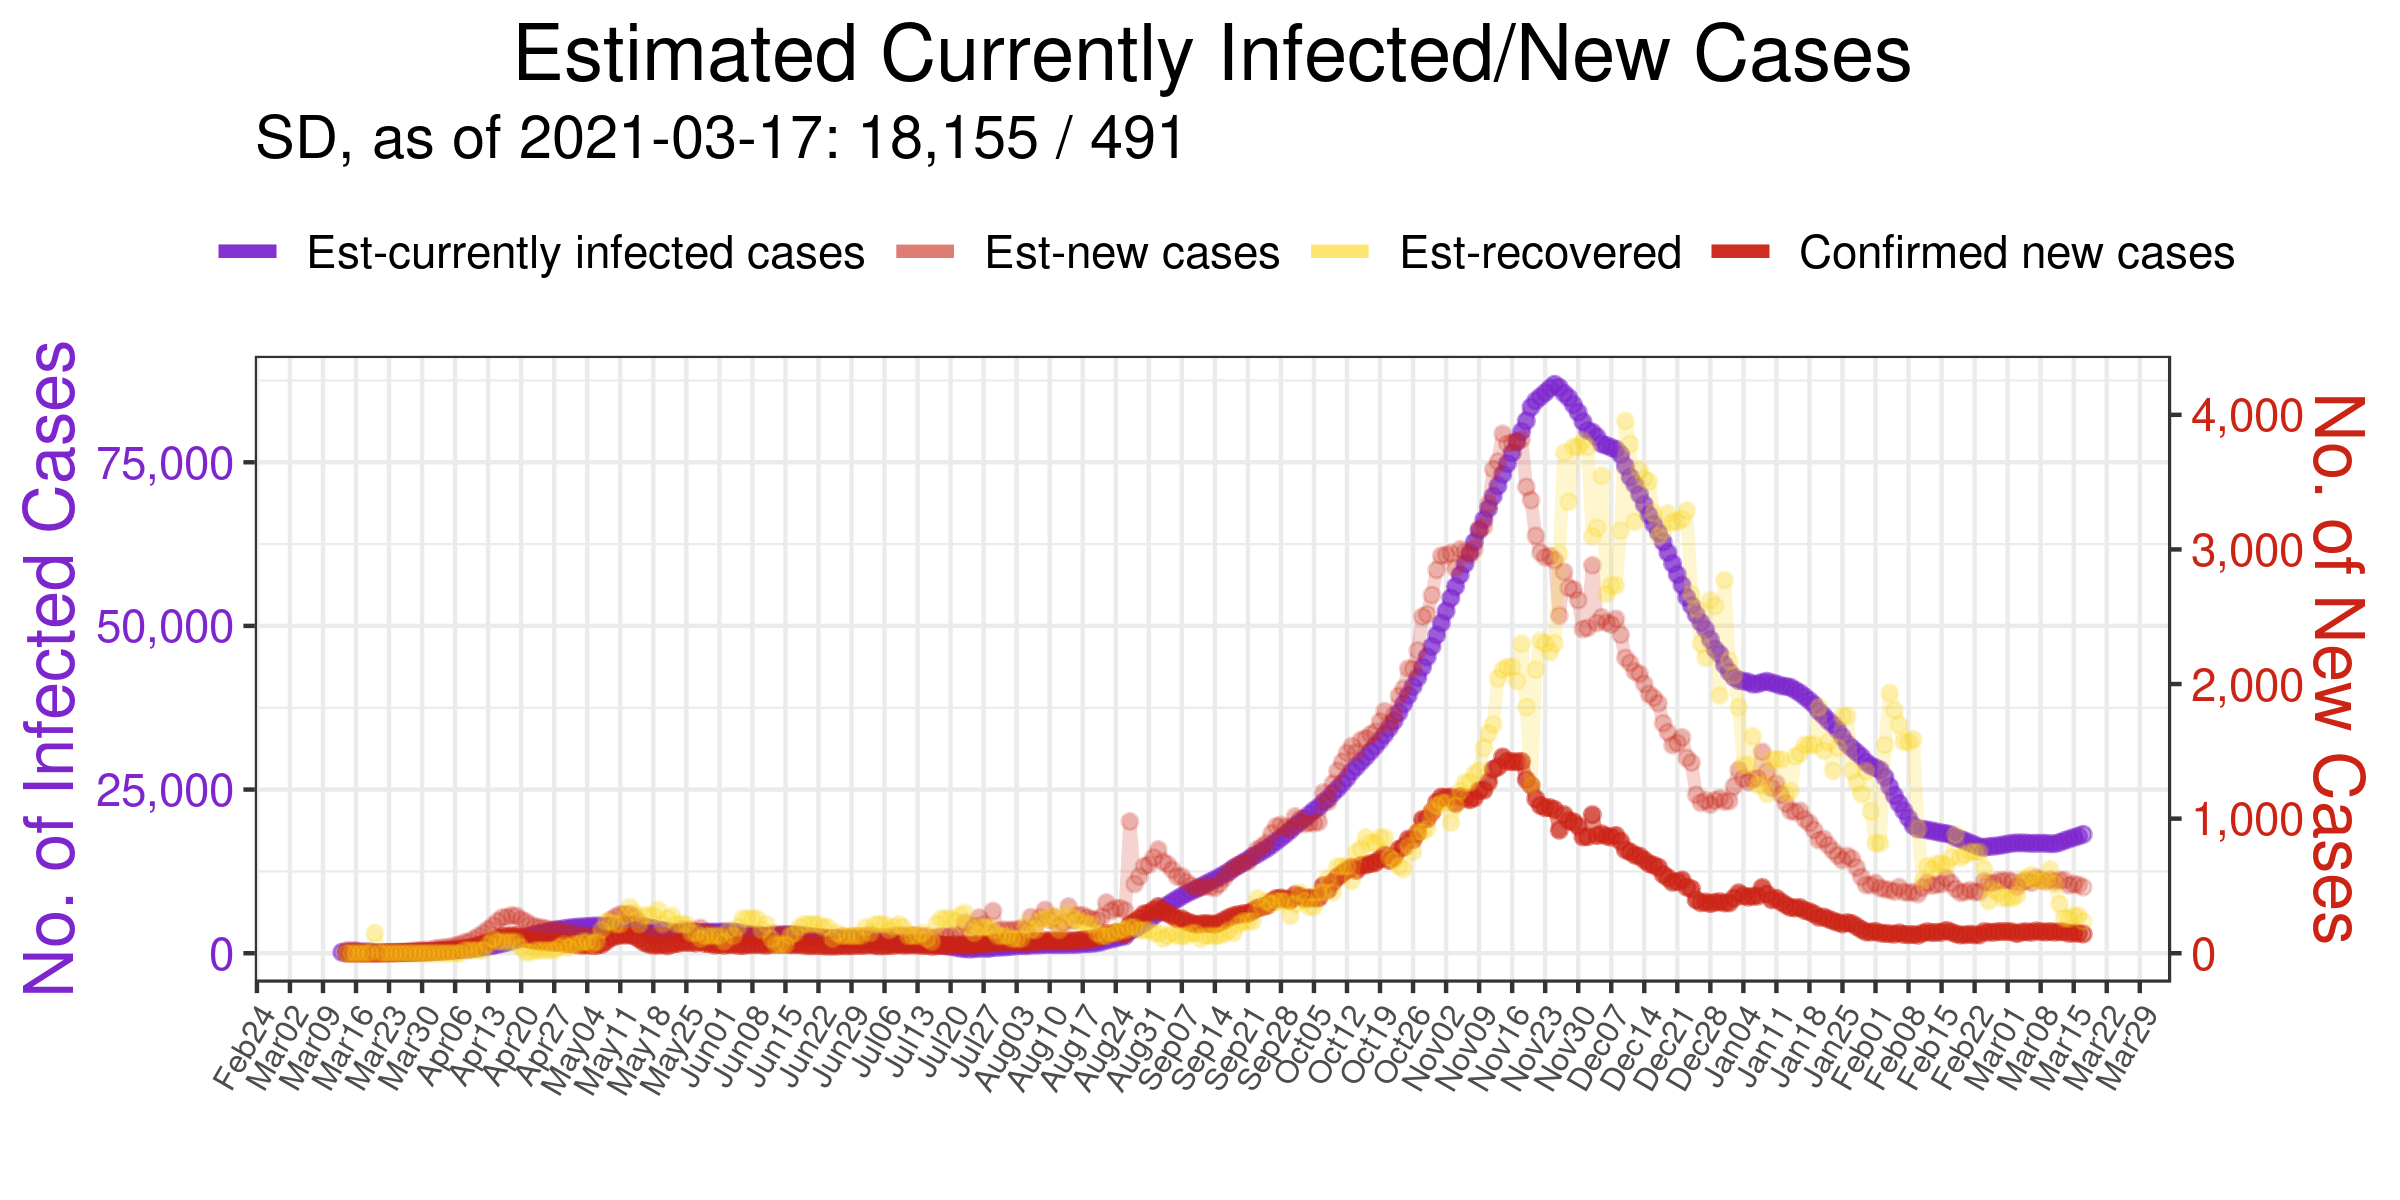 Estimated Currently Infected/New Cases
SD, as of 2021-03-17: 18,155 / 491
Est-currently infected cases Est-new cases Est-recovered Confirmed new cases
No. of Infected Cases
75,000
50,000
25,000
0
4,000
3,000
2,000
1,000
0
No. of New Cases
Feb24 Mar02 Mar09 Mar16 Mar23 Mar30 Apr06 Apr13 Apr20 Apr27 May04 May11 May18 May25 Jun01 Jun08 Jun15 Jun22 Jun29 Jul06 Jul13 Jul20 Jul27 Aug03 Aug10 Aug17 Aug24 Aug31 Sep07 Sep14 Sep21 Sep28 Oct05 Oct12 Oct19 Oct26 Nov02 Nov09 Nov16 Nov23 Nov30 Dec07 Dec14 Dec21 Dec28 Jan04 Jan11 Jan18 Jan25 Feb01 Feb08 Feb15 Feb22 Mar01 Mar08 Mar15 Mar22 Mar29